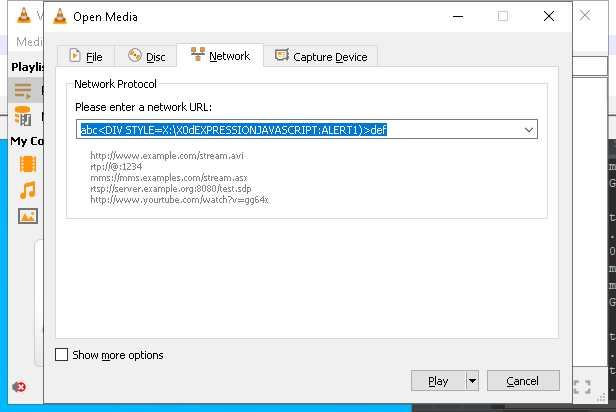 Open Media
Medi
Playlis
My Co
File
Disc
Network
Capture Device
Network Protocol
Please enter a network URL:
abc<DIV STYLE=X:\X0dEXPRESSIONJAVASCRIPT:ALERT1)>def
http://www.example.com/stream.avi
rtp://@:1234
mms://mms.examples.com/stream.asx
rtsp://server.example.org:8080/test.sdp
http://www.yourtube.com/watch?v=gg64x
Show more options
Play
Cancel